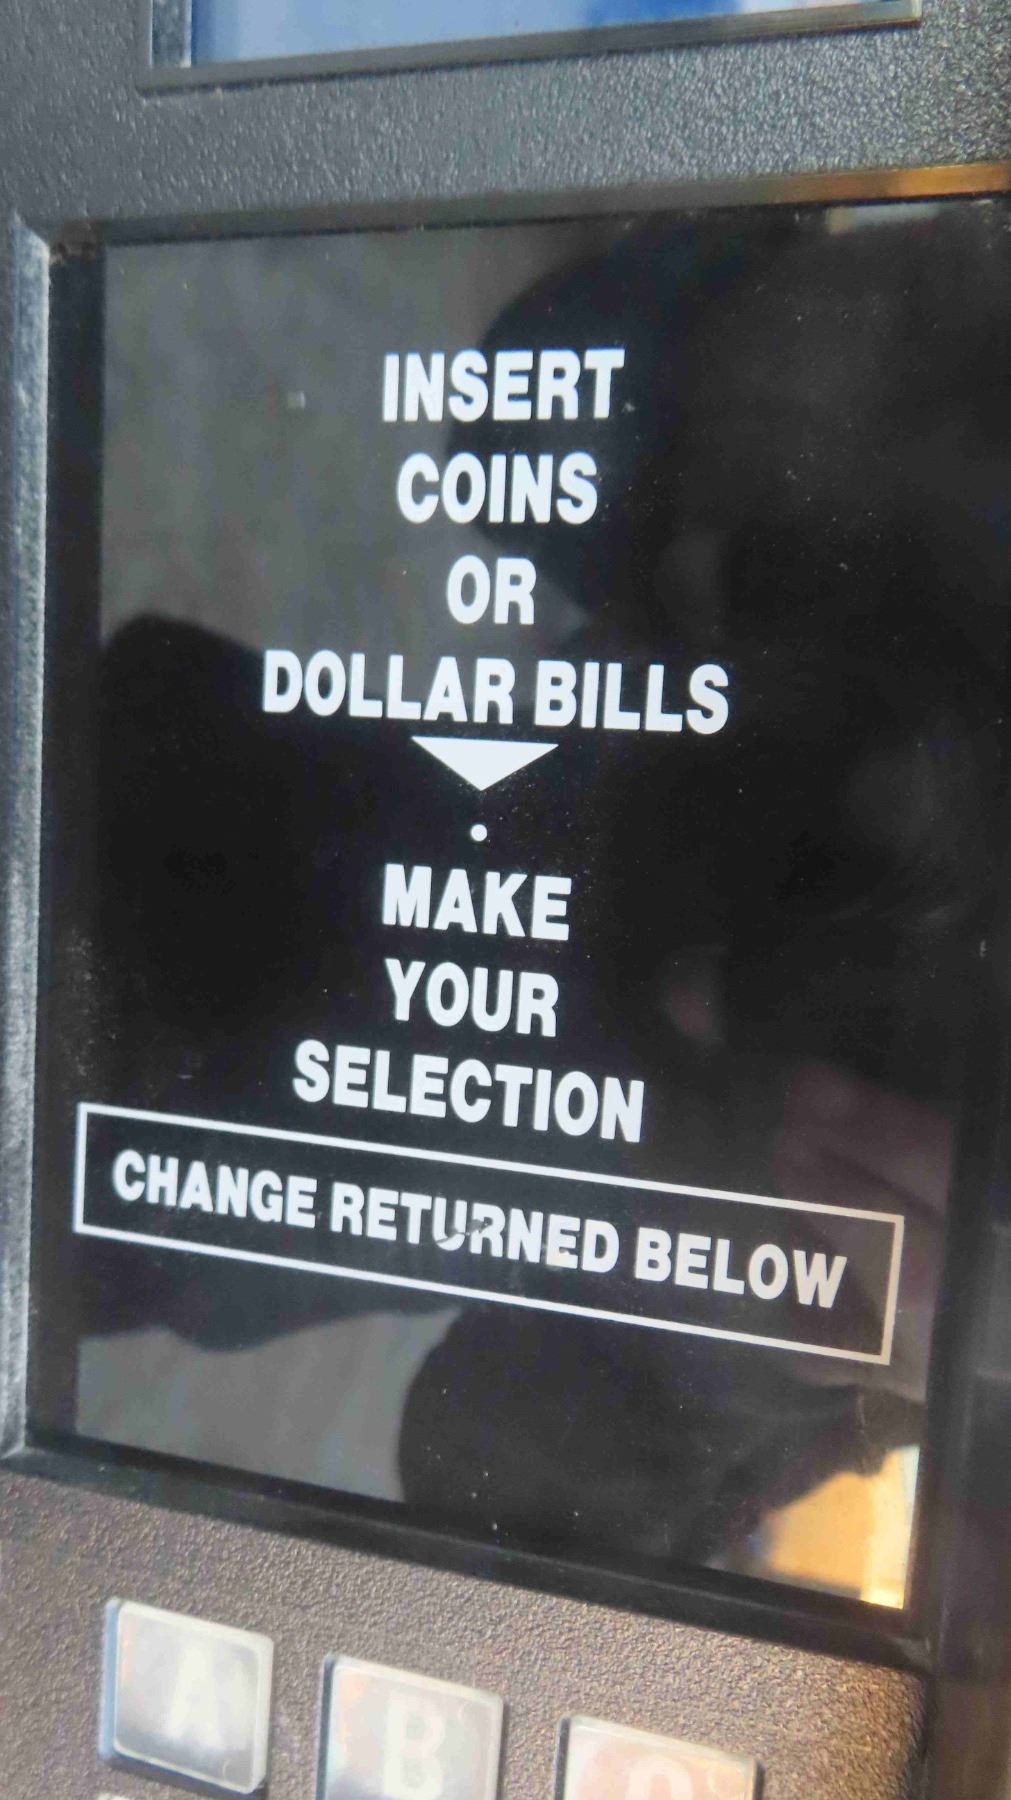 INSERT
COINS
OR
DOLLAR BILLS
MAKE
YOUR
SELECTION
CHANGE RETURNED BELOW
A B C